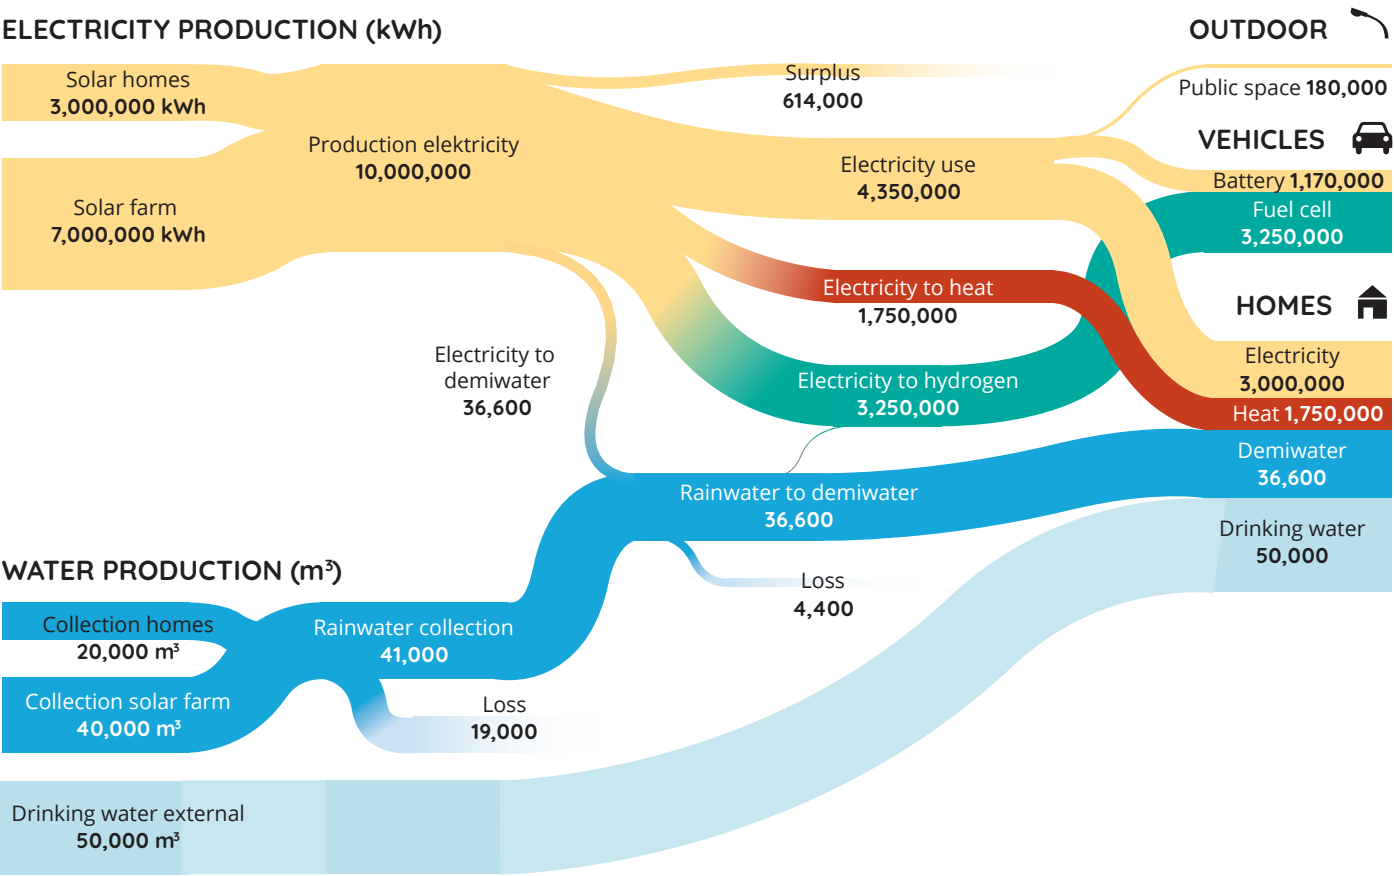 ELECTRICITY PRODUCTION (kWh)
Solar homes
3,000,000 kWh
Solar farm
7,000,000 kWh
Production elektricity
10,000,000
Surplus
614,000
Electricity use
4,350,000
Electricity to heat
1,750,000
Electricity to hydrogen
3,250,000
Electricity to
demiwater
36,600
OUTDOOR
Public space 180,000
VEHICLES
Battery 1,170,000
Fuel cell
3,250,000
HOMES
Electricity
3,000,000
Heat 1,750,000
Demiwater
36,600
Drinking water
50,000
Rainwater to demiwater
36,600
Loss
4,400
WATER PRODUCTION (m³)
Collection homes
20,000 m³
Collection solar farm
40,000 m³
Rainwater collection
41,000
Loss
19,000
Drinking water external
50,000 m³